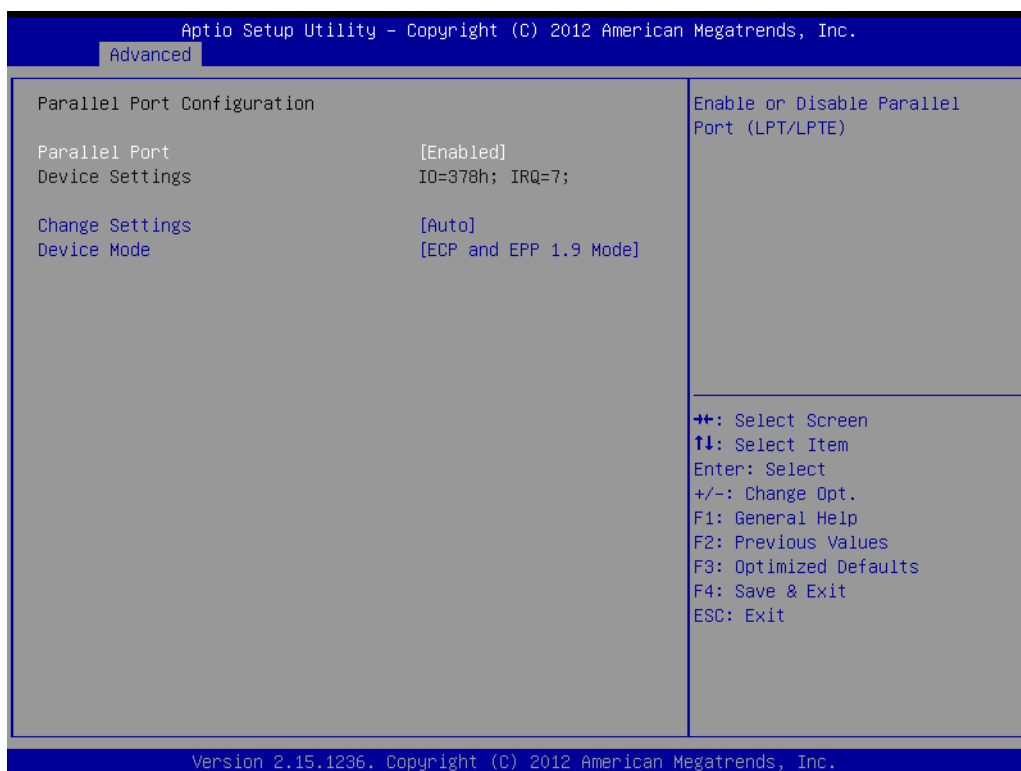 Aptio Setup Utility – Copyright (C) 2012 American Megatrends, Inc.
Advanced
Parallel Port Configuration
Parallel Port [Enabled]
Device Settings IO=378h; IRQ=7;
Change Settings [Auto]
Device Mode [ECP and EPP 1.9 Mode]
Enable or Disable Parallel
Port (LPT/LPTE)
→←: Select Screen
↑↓: Select Item
Enter: Select
+/-: Change Opt.
F1: General Help
F2: Previous Values
F3: Optimized Defaults
F4: Save & Exit
ESC: Exit
Version 2.15.1236. Copyright (C) 2012 American Megatrends, Inc.